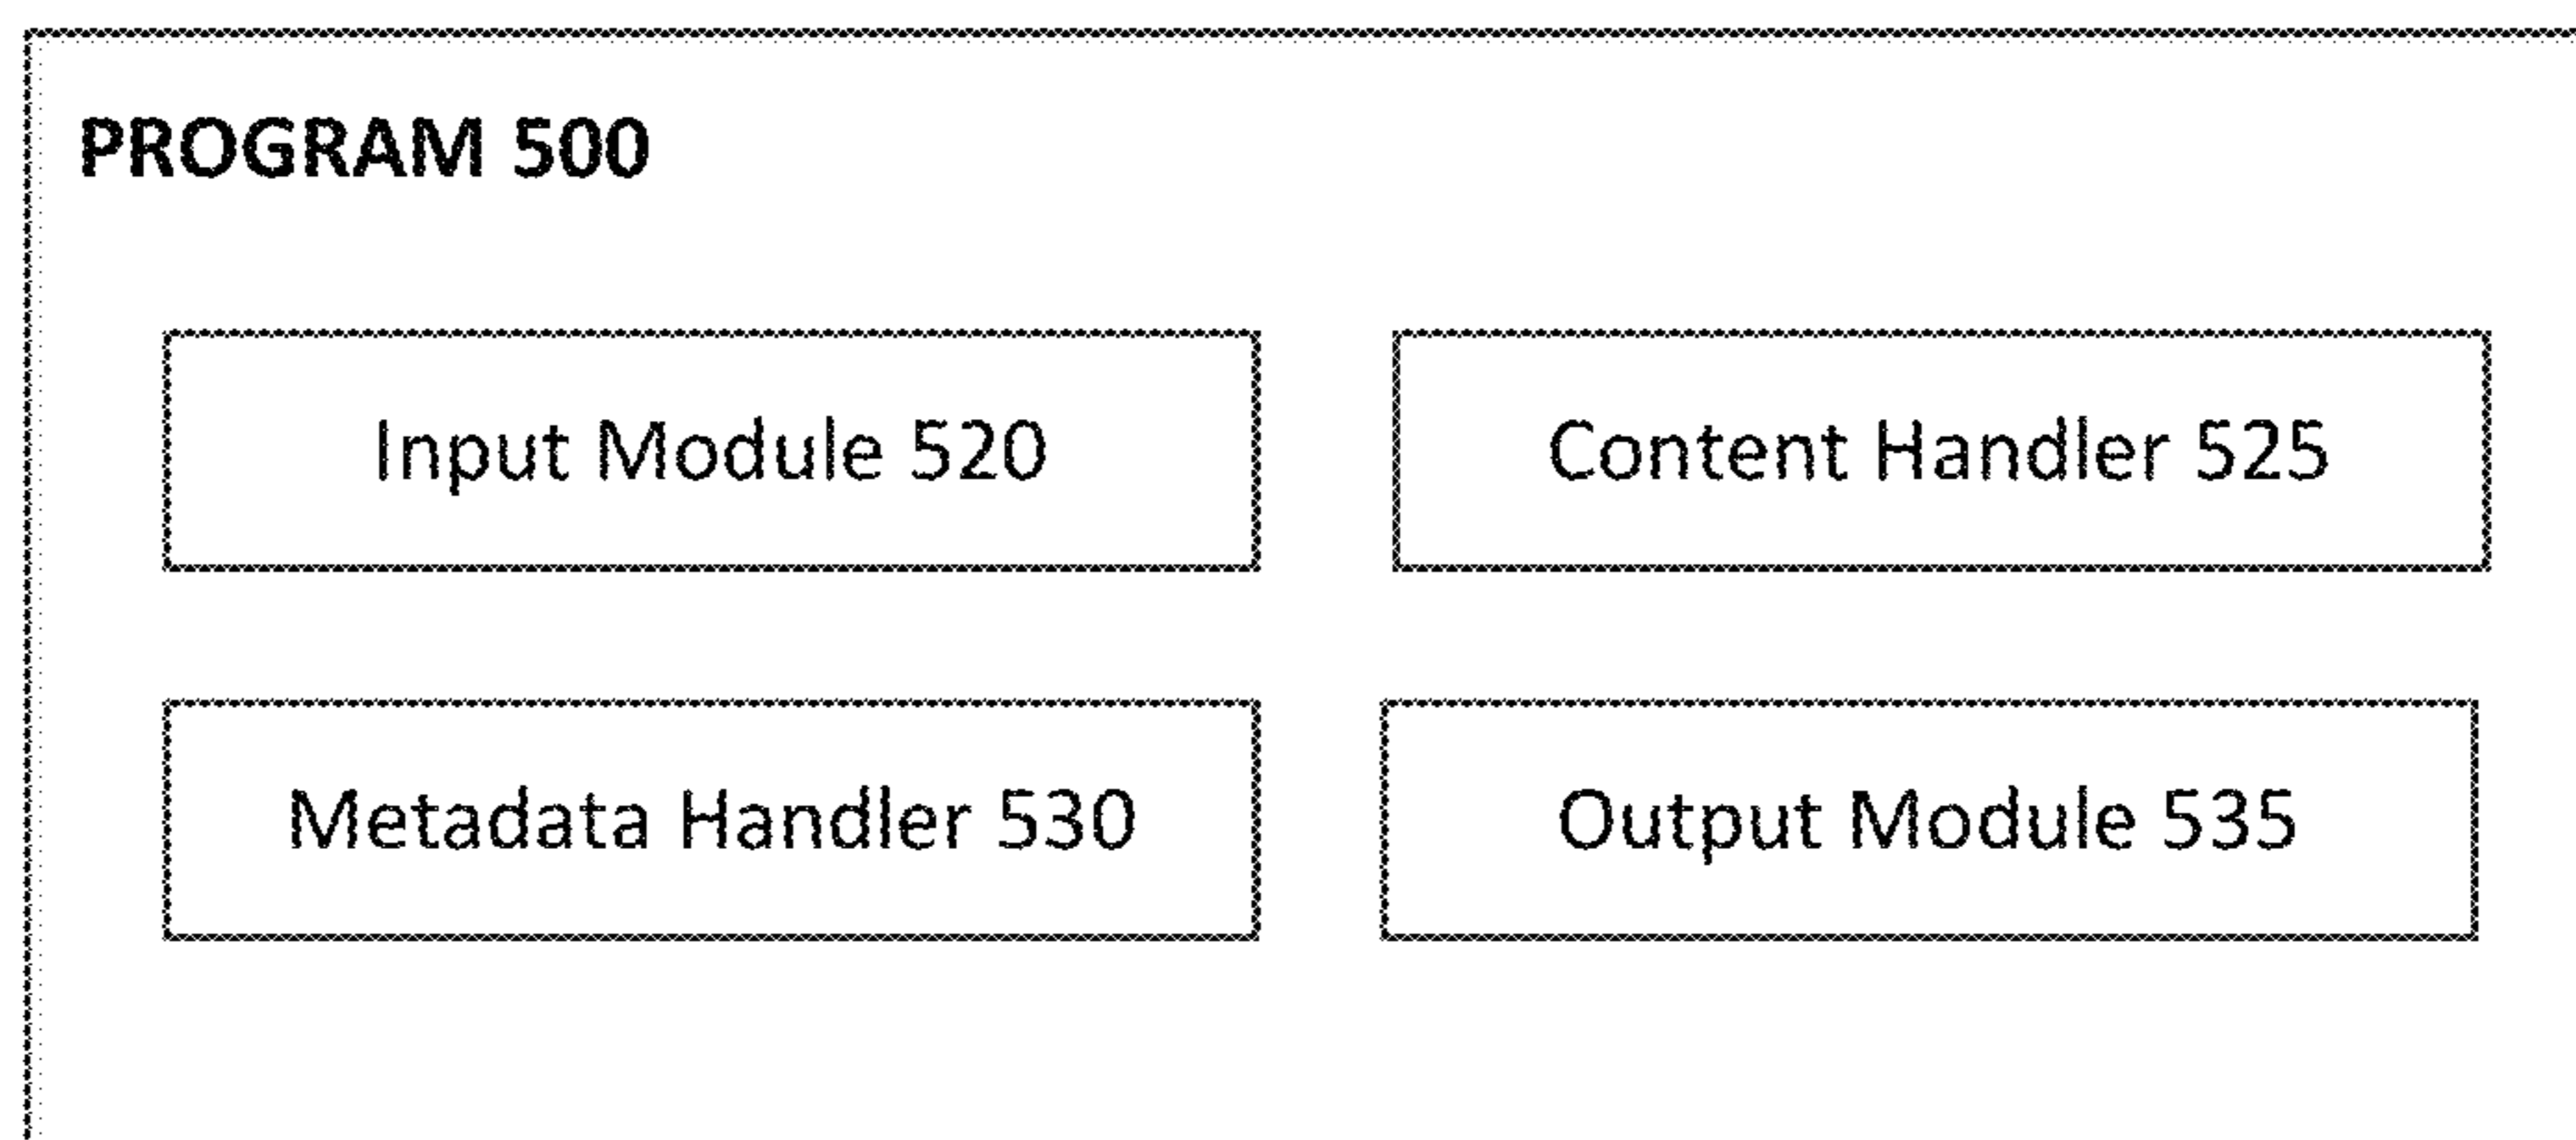 PROGRAM 500
Input Module 520
Content Handler 525
Metadata Handler 530
Output Module 535